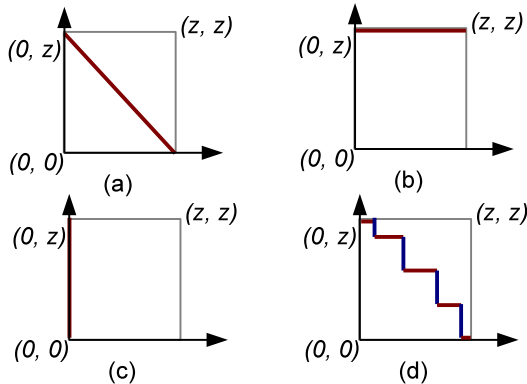 (z, z)
(0, z)
(0, 0)
(a)
(z, z)
(0, z)
(0, 0)
(b)
(z, z)
(0, z)
(0, 0)
(c)
(z, z)
(0, z)
(0, 0)
(d)